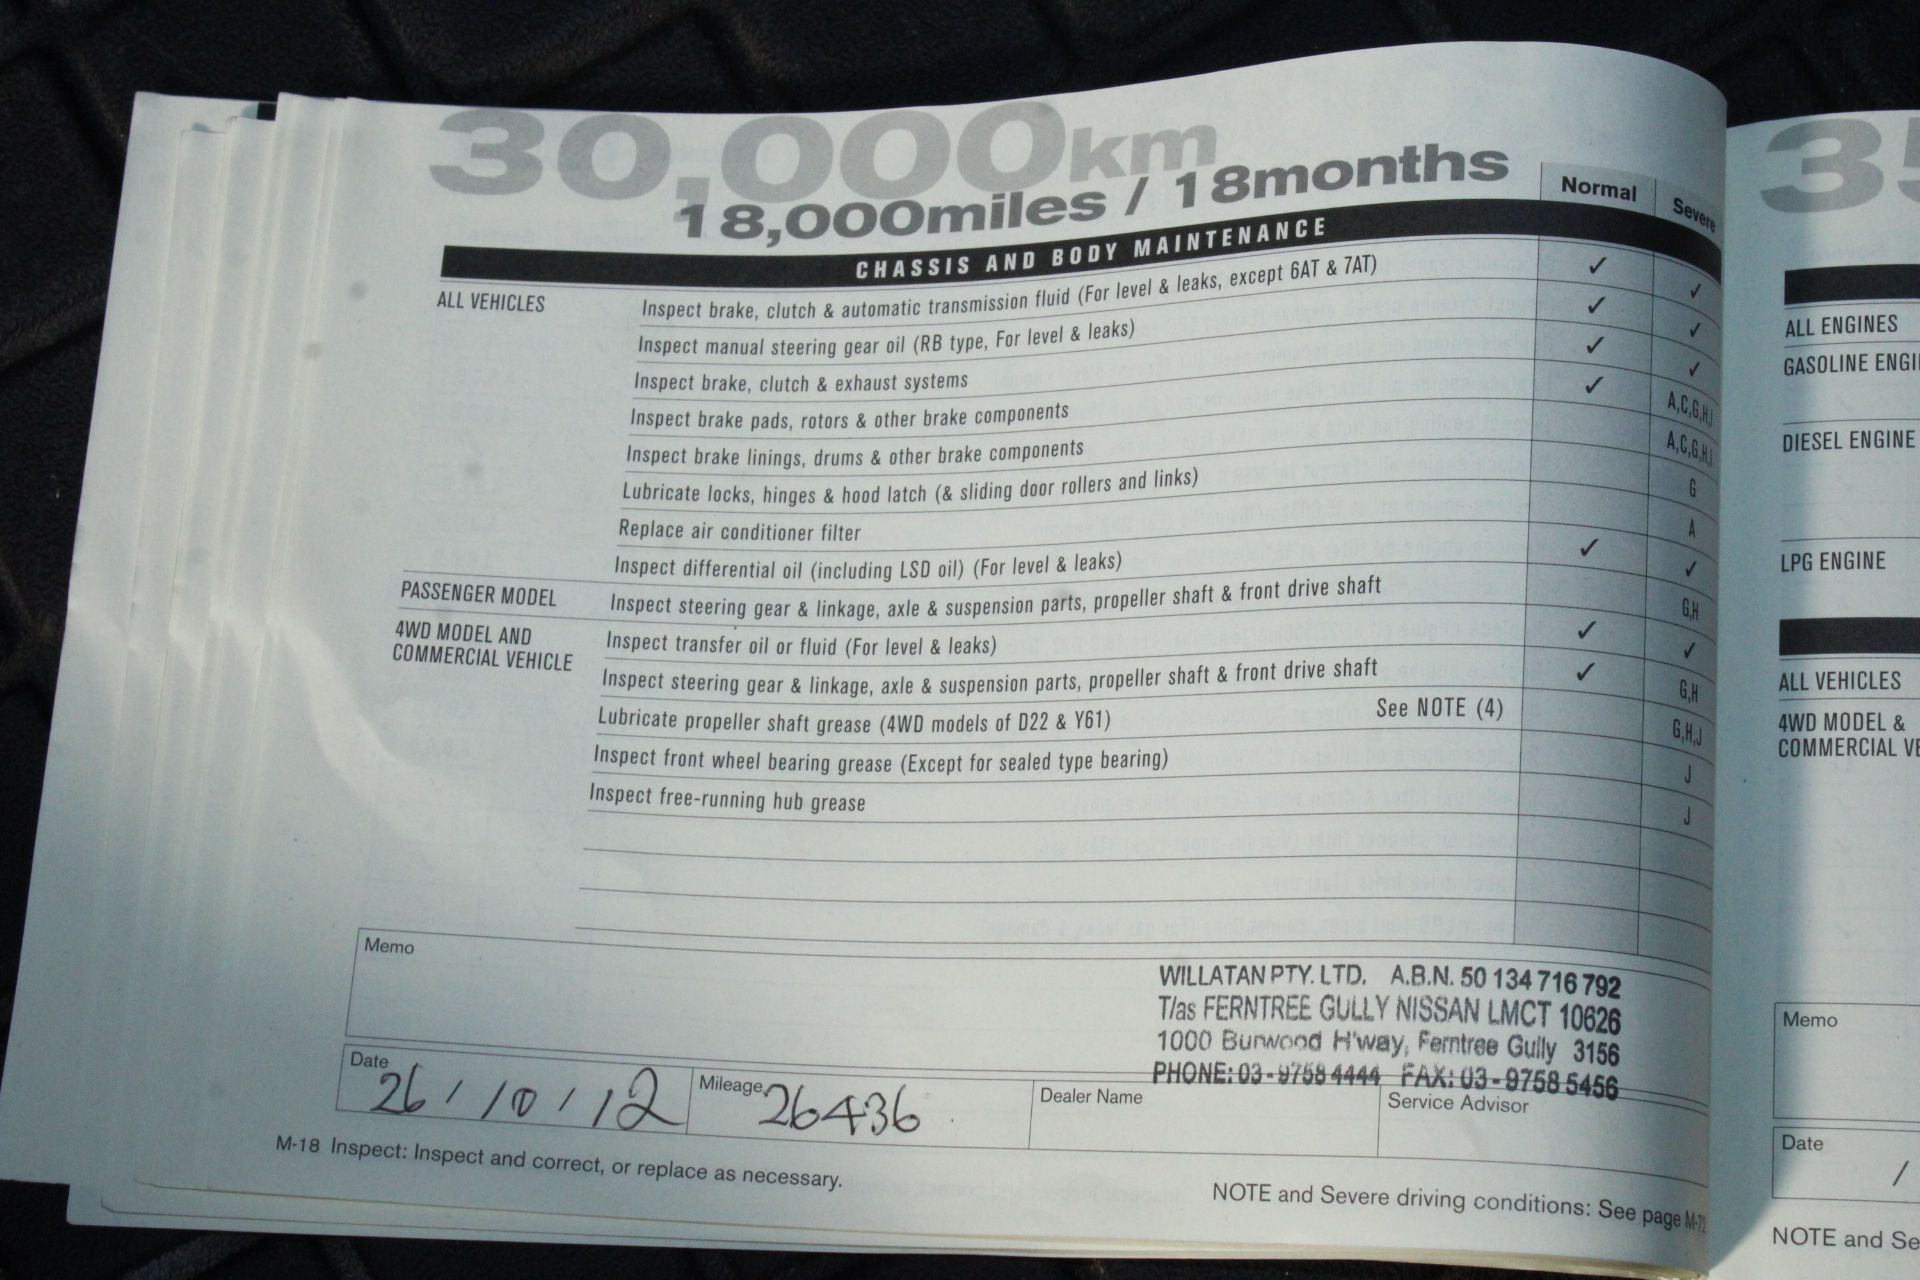 30,000km
18,000miles / 18months
Normal Severe
CHASSIS AND BODY MAINTENANCE
ALL VEHICLES Inspect brake, clutch & automatic transmission fluid (For level & leaks, except 6AT & 7AT) ✓ ✓
Inspect manual steering gear oil (RB type, For level & leaks) ✓ ✓
Inspect brake, clutch & exhaust systems ✓ ✓
Inspect brake pads, rotors & other brake components ✓ A,C,G,H,I
Inspect brake linings, drums & other brake components A,C,G,H,I
Lubricate locks, hinges & hood latch (& sliding door rollers and links) G
Replace air conditioner filter A
Inspect differential oil (including LSD oil) (For level & leaks) ✓ ✓
PASSENGER MODEL Inspect steering gear & linkage, axle & suspension parts, propeller shaft & front drive shaft G,H
4WD MODEL AND
COMMERCIAL VEHICLE
Inspect transfer oil or fluid (For level & leaks) ✓ ✓
Inspect steering gear & linkage, axle & suspension parts, propeller shaft & front drive shaft ✓ G,H
Lubricate propeller shaft grease (4WD models of D22 & Y61) See NOTE (4) G,H,J
Inspect front wheel bearing grease (Except for sealed type bearing) J
Inspect free-running hub grease J
Memo
WILLATAN PTY. LTD. A.B.N. 50 134 716 792
T/as FERNTREE GULLY NISSAN LMCT 10626
1000 Burwood H'way, Ferntree Gully 3156
PHONE: 03 - 9758 4444 FAX: 03 - 9758 5456
Date 26 / 10 / 12 Mileage 26436 Dealer Name Service Advisor
M-18 Inspect: Inspect and correct, or replace as necessary.
NOTE and Severe driving conditions: See page
35
ALL ENGINES
GASOLINE
DIESEL ENGINE
LPG ENGINE
ALL VEHICLES
4WD MODEL &
COMMERCIAL
Memo
Date /
NOTE and